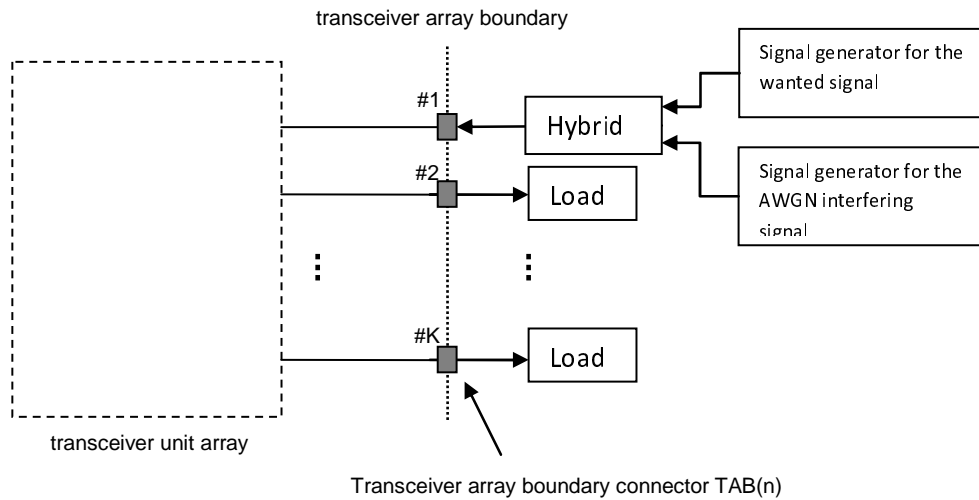 transceiver array boundary
Signal generator for the
wanted signal
#1
Hybrid
#2
Load
Signal generator for the
AWGN interfering
signal
#K
Load
transceiver unit array
Transceiver array boundary connector TAB(n)